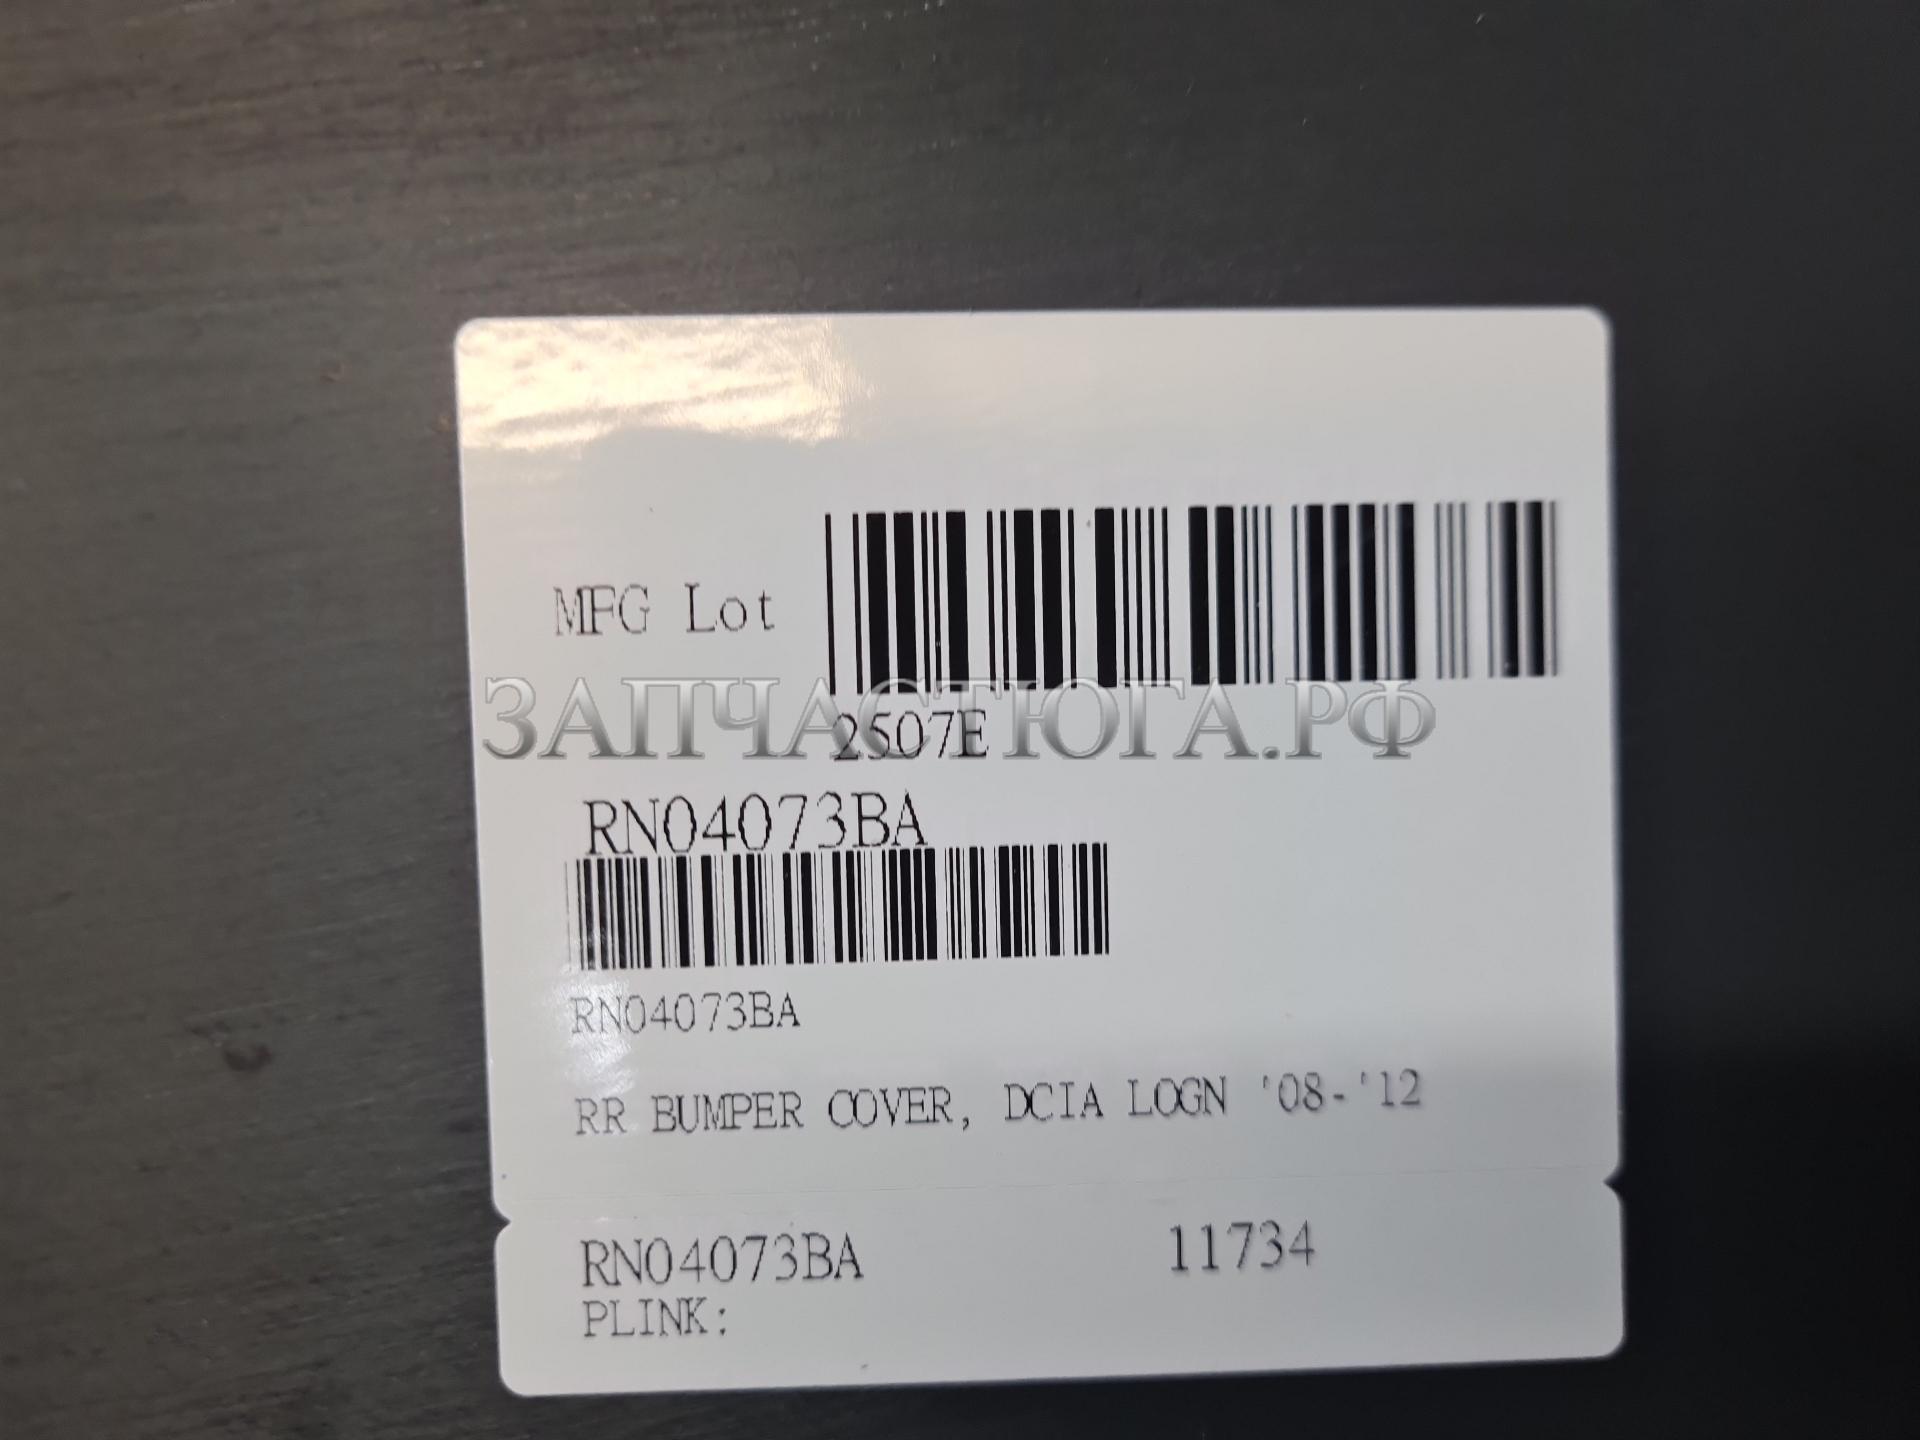 MFG Lot
ЗАПЧАСТЮГА.РФ
2507E
RN04073BA
RN04073BA
RR BUMPER COVER, DCIA LOGN '08-'12
RN04073BA 11734
PLINK: